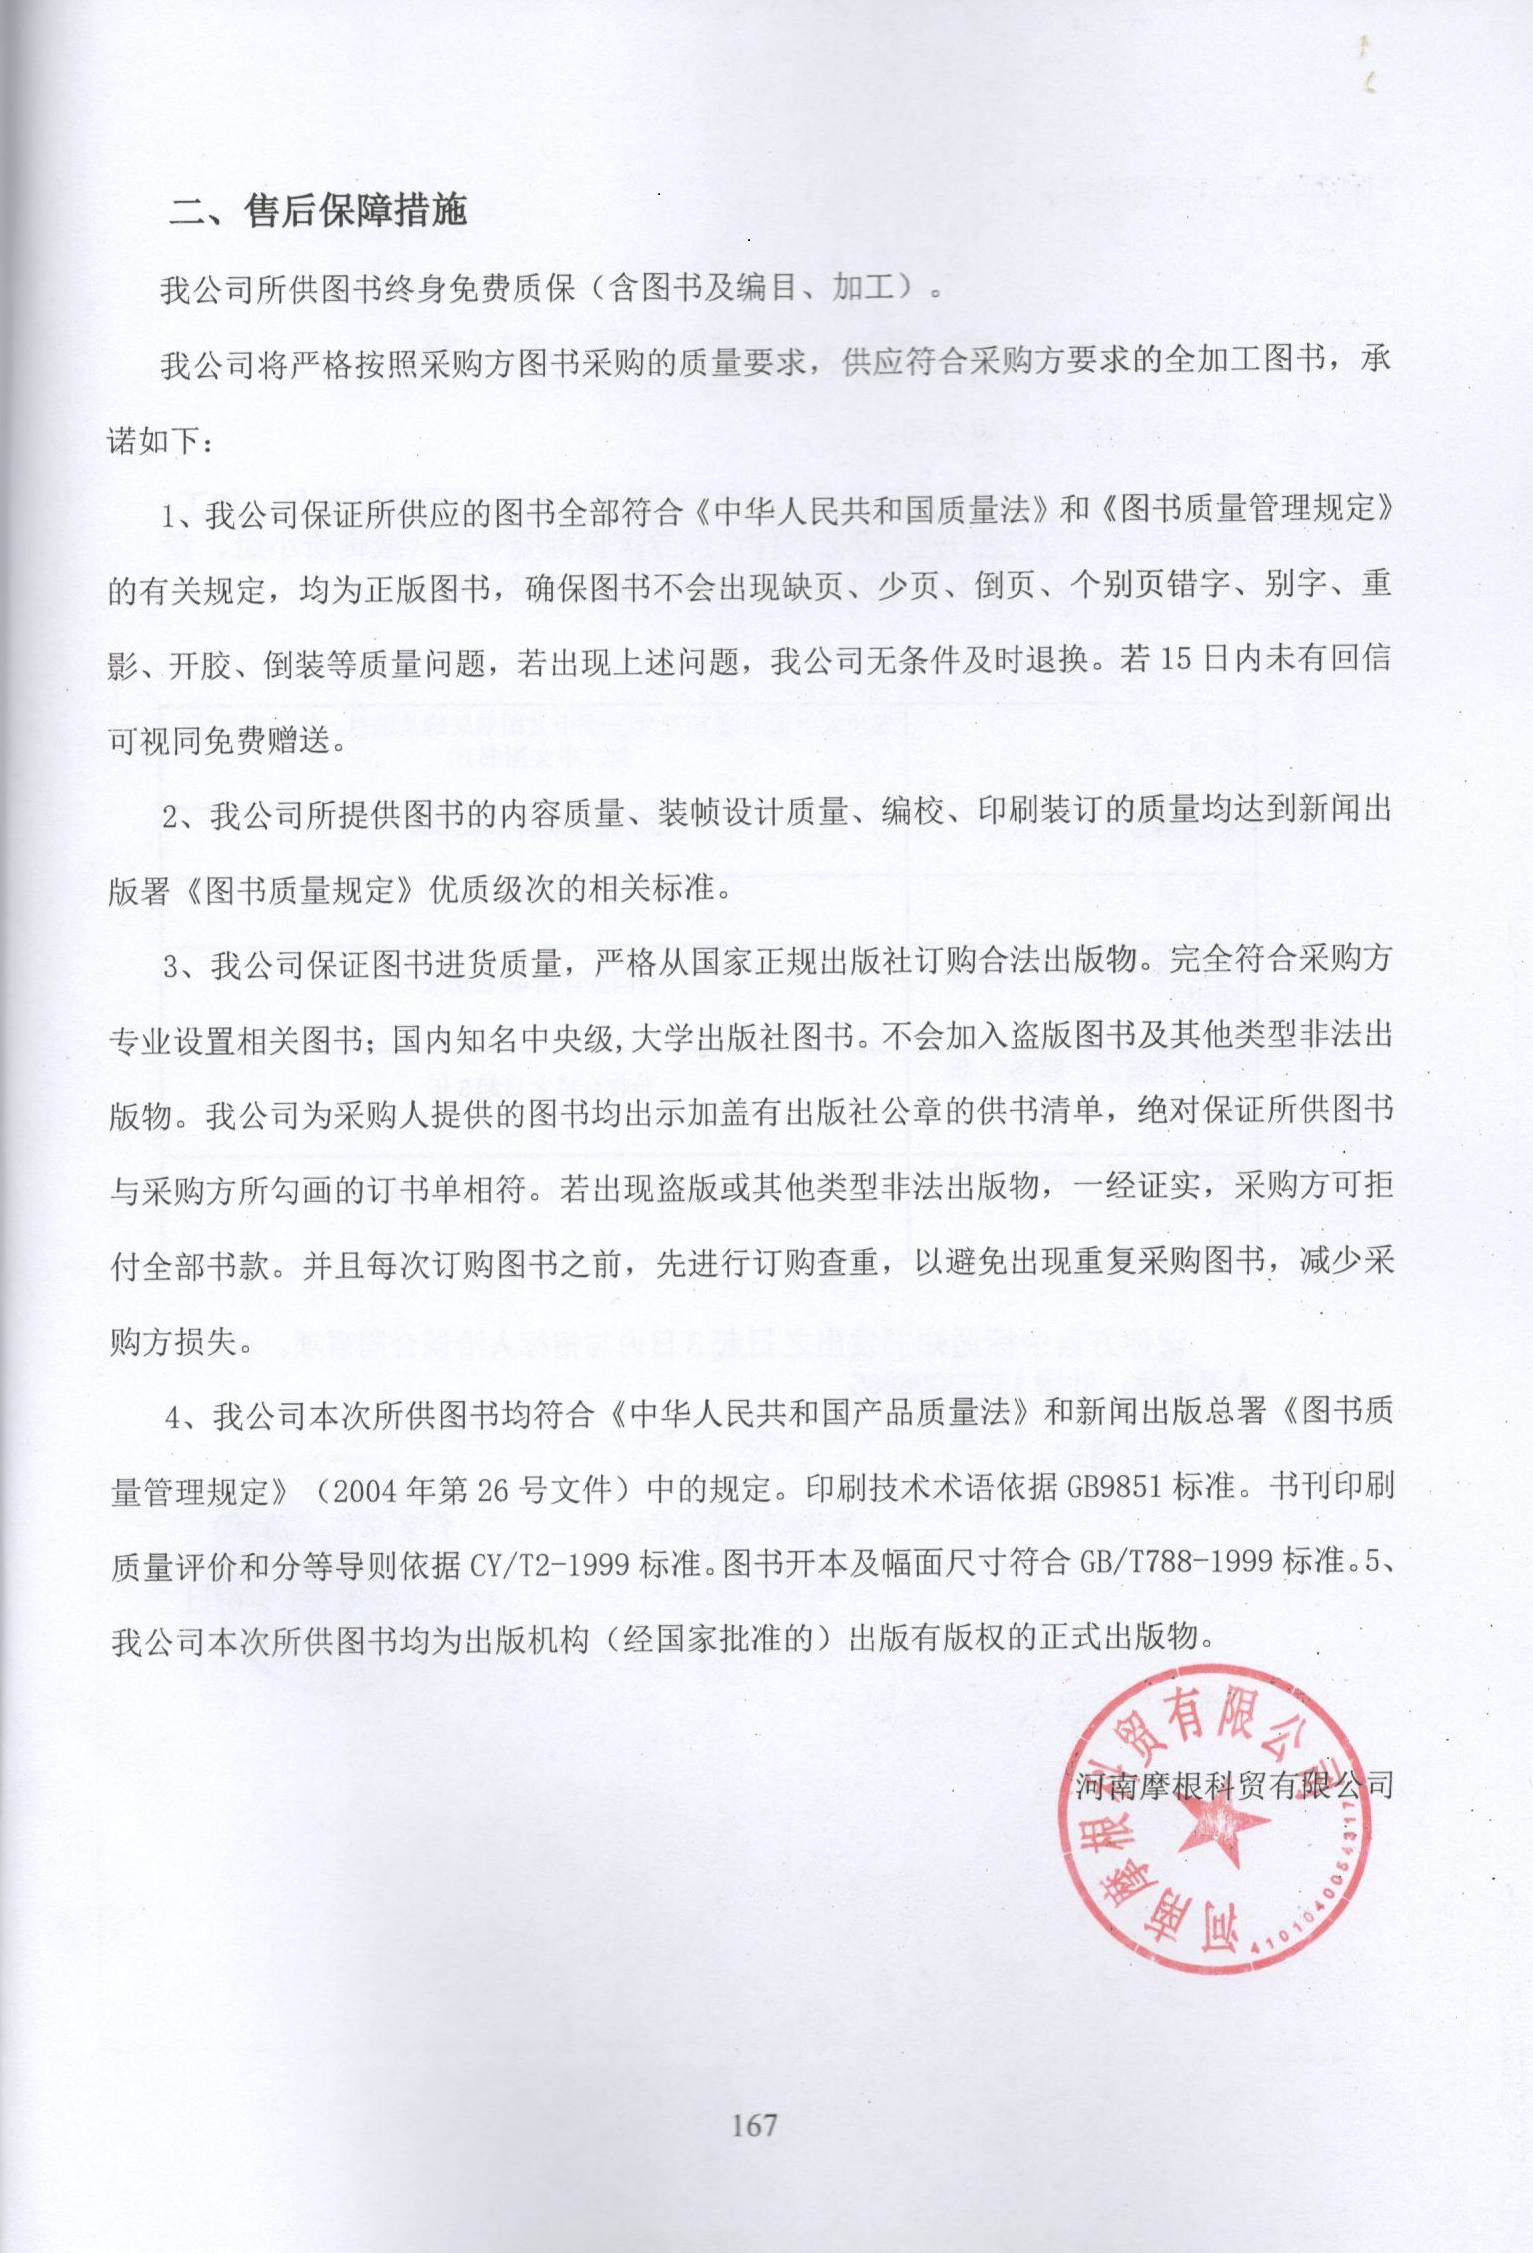 二、售后保障措施
我公司所供图书终身免费质保（含图书及编目、加工）。
我公司将严格按照采购方图书采购的质量要求，供应符合采购方要求的全加工图书，承
诺如下：
1、我公司保证所供应的图书全部符合《中华人民共和国质量法》和《图书质量管理规定》
的有关规定，均为正版图书，确保图书不会出现缺页、少页、倒页、个别页错字、别字、重
影、开胶、倒装等质量问题，若出现上述问题，我公司无条件及时退换。若 15 日内未有回信
可视同免费赠送。
2、我公司所提供图书的内容质量、装帧设计质量、编校、印刷装订的质量均达到新闻出
版署《图书质量规定》优质级次的相关标准。
3、我公司保证图书进货质量，严格从国家正规出版社订购合法出版物。完全符合采购方
专业设置相关图书；国内知名中央级,大学出版社图书。不会加入盗版图书及其他类型非法出
版物。我公司为采购人提供的图书均出示加盖有出版社公章的供书清单，绝对保证所供图书
与采购方所勾画的订书单相符。若出现盗版或其他类型非法出版物，一经证实，采购方可拒
付全部书款。并且每次订购图书之前，先进行订购查重，以避免出现重复采购图书，减少采
购方损失。
4、我公司本次所供图书均符合《中华人民共和国产品质量法》和新闻出版总署《图书质
量管理规定》（2004 年第 26 号文件）中的规定。印刷技术术语依据 GB9851 标准。书刊印刷
质量评价和分等导则依据 CY/T2-1999 标准。图书开本及幅面尺寸符合 GB/T788-1999 标准。5、
我公司本次所供图书均为出版机构（经国家批准的）出版有版权的正式出版物。
河南摩根科贸有限公司
河南摩根科贸有限公司
4101040054317
167